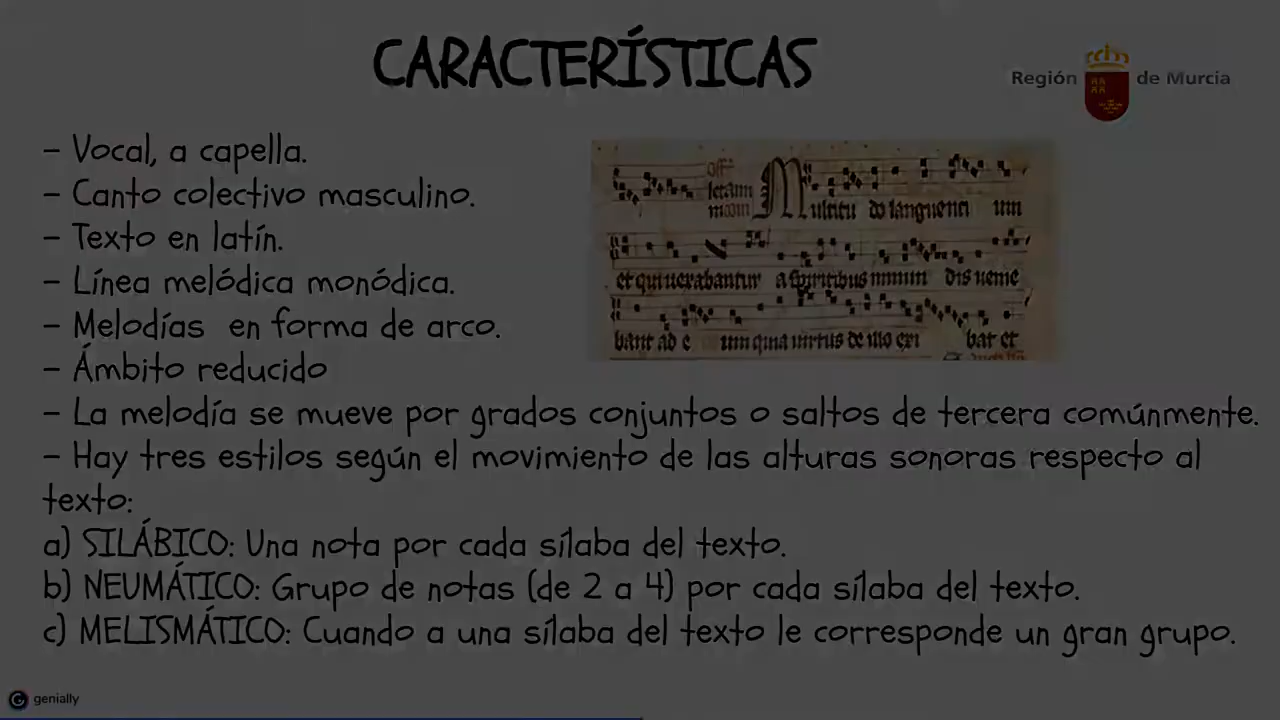 CARACTERÍSTICAS
Región de Murcia
- Vocal, a capella.
- Canto colectivo masculino.
- Texto en latín.
- Línea melódica monódica.
- Melodías en forma de arco.
- Ámbito reducido
- La melodía se mueve por grados conjuntos o saltos de tercera comúnmente.
- Hay tres estilos según el movimiento de las alturas sonoras respecto al
texto:
a) SILÁBICO: Una nota por cada sílaba del texto.
b) NEUMÁTICO: Grupo de notas (de 2 a 4) por cada sílaba del texto.
c) MELISMÁTICO: Cuando a una sílaba del texto le corresponde un gran grupo.
genially